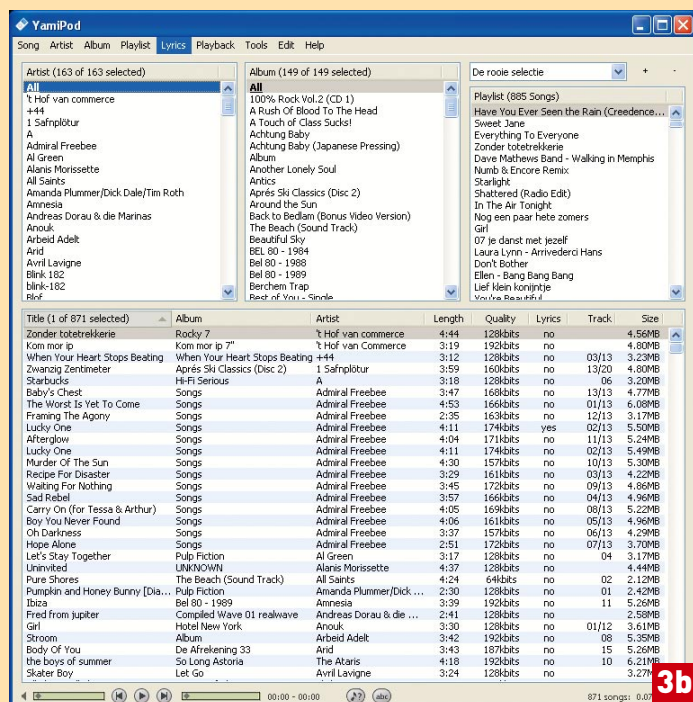 YamiPod
Song Artist Album Playlist Lyrics Playback Tools Edit Help
Artist (163 of 163 selected)
All
't Hof van commerce
+44
1 Safnplötur
A
Admiral Freebee
Al Green
Alanis Morissette
All Saints
Amanda Plummer/Dick Dale/Tim Roth
Amnesia
Andreas Dorau & die Marinas
Anouk
Arbeid Adelt
Arid
Avril Lavigne
Blink 182
blink-182
Blof
Album (149 of 149 selected)
All
100% Rock Vol.2 (CD 1)
A Rush Of Blood To The Head
A Touch of Class Sucks!
Achtung Baby
Achtung Baby (Japanese Pressing)
Album
Another Lonely Soul
Antics
Aprés Ski Classics (Disc 2)
Around the Sun
Back to Bedlam (Bonus Video Version)
The Beach (Sound Track)
Beautiful Sky
BEL 80 - 1984
Bel 80 - 1988
Bel 80 - 1989
Berchem Trap
Best of You - Single
De rooie selectie + -
Playlist (885 Songs)
Have You Ever Seen the Rain (Creedence...
Sweet Jane
Everything To Everyone
Zonder totetrekkerie
Dave Mathews Band - Walking in Memphis
Numb & Encore Remix
Starlight
Shattered (Radio Edit)
In The Air Tonight
Nog een paar hete zomers
Girl
07 je danst met jezelf
Laura Lynn - Arrivederci Hans
Don't Bother
Ellen - Bang Bang Bang
Lief klein konijntje
You're Beautiful
Title (1 of 871 selected) Album Artist Length Quality Lyrics Track Size
Zonder totetrekkerie Rocky 7 't Hof van commerce 4:44 128kbits no 4.56MB
Kom mor ip Kom mor ip 7" 't Hof van Commerce 3:19 192kbits no 4.80MB
When Your Heart Stops Beating When Your Heart Stops Beating +44 3:12 128kbits no 03/13 3.23MB
Zwanzig Zentimeter Aprés Ski Classics (Disc 2) 1 Safnplötur 3:59 160kbits no 13/20 4.80MB
Starbucks Hi-Fi Serious A 3:18 128kbits no 06 3.20MB
Baby's Chest Songs Admiral Freebee 3:47 168kbits no 13/13 4.77MB
The Worst Is Yet To Come Songs Admiral Freebee 4:53 166kbits no 01/13 6.08MB
Framing The Agony Songs Admiral Freebee 2:35 163kbits no 12/13 3.17MB
Lucky One Songs Admiral Freebee 4:11 174kbits yes 02/13 5.50MB
Afterglow Songs Admiral Freebee 4:04 171kbits no 11/13 5.24MB
Lucky One Songs Admiral Freebee 4:11 174kbits no 02/13 5.49MB
Murder Of The Sun Songs Admiral Freebee 4:30 157kbits no 10/13 5.30MB
Recipe For Disaster Songs Admiral Freebee 3:29 161kbits no 03/13 4.22MB
Waiting For Nothing Songs Admiral Freebee 3:45 172kbits no 09/13 4.86MB
Sad Rebel Songs Admiral Freebee 3:57 166kbits no 04/13 4.96MB
Carry On (for Tessa & Arthur) Songs Admiral Freebee 4:05 169kbits no 08/13 5.22MB
Boy You Never Found Songs Admiral Freebee 4:06 161kbits no 05/13 4.96MB
Oh Darkness Songs Admiral Freebee 3:37 157kbits no 06/13 4.29MB
Hope Alone Songs Admiral Freebee 2:51 172kbits no 07/13 3.70MB
Let's Stay Together Pulp Fiction Al Green 3:17 128kbits no 04 3.17MB
Uninvited UNKNOWN Alanis Morissette 4:37 128kbits no 4.44MB
Pure Shores The Beach (Sound Track) All Saints 4:24 64kbits no 02 2.12MB
Pumpkin and Honey Bunny [Dia... Pulp Fiction Amanda Plummer/Dick ... 2:30 128kbits no 01 2.42MB
Ibiza Bel 80 - 1989 Amnesia 3:39 192kbits no 11 5.26MB
Fred from jupiter Compiled Wave 01 realwave Andreas Dorau & die ... 2:41 128kbits no 2.58MB
Girl Hotel New York Anouk 3:30 128kbits no 01/12 3.61MB
Stroom Album Arbeid Adelt 3:42 192kbits no 08 5.35MB
Body Of You De Afrekening 33 Arid 3:43 187kbits no 15 5.26MB
the boys of summer So Long Astoria The Ataris 4:18 192kbits no 10 6.21MB
Skater Boy Let Go Avril Lavigne 3:24 128kbits no 3.27
00:00 - 00:00 abc 871 songs: 0.07
3b